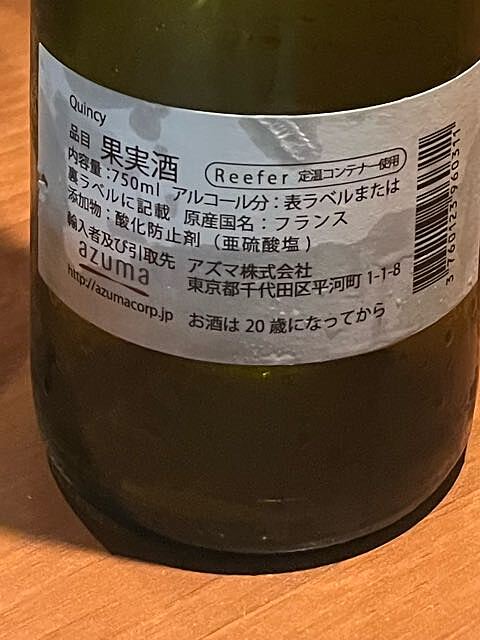 Quincy
品目 果実酒 Reefer 定温コンテナー使用
内容量:750ml アルコール分:表ラベルまたは
裏ラベルに記載 原産国名:フランス
添加物:酸化防止剤(亜硫酸塩)
輸入者及び引取先 アズマ株式会社
azuma 東京都千代田区平河町 1-1-8
http://azumacorp.jp お酒は20歳になってから
3 760123 960311